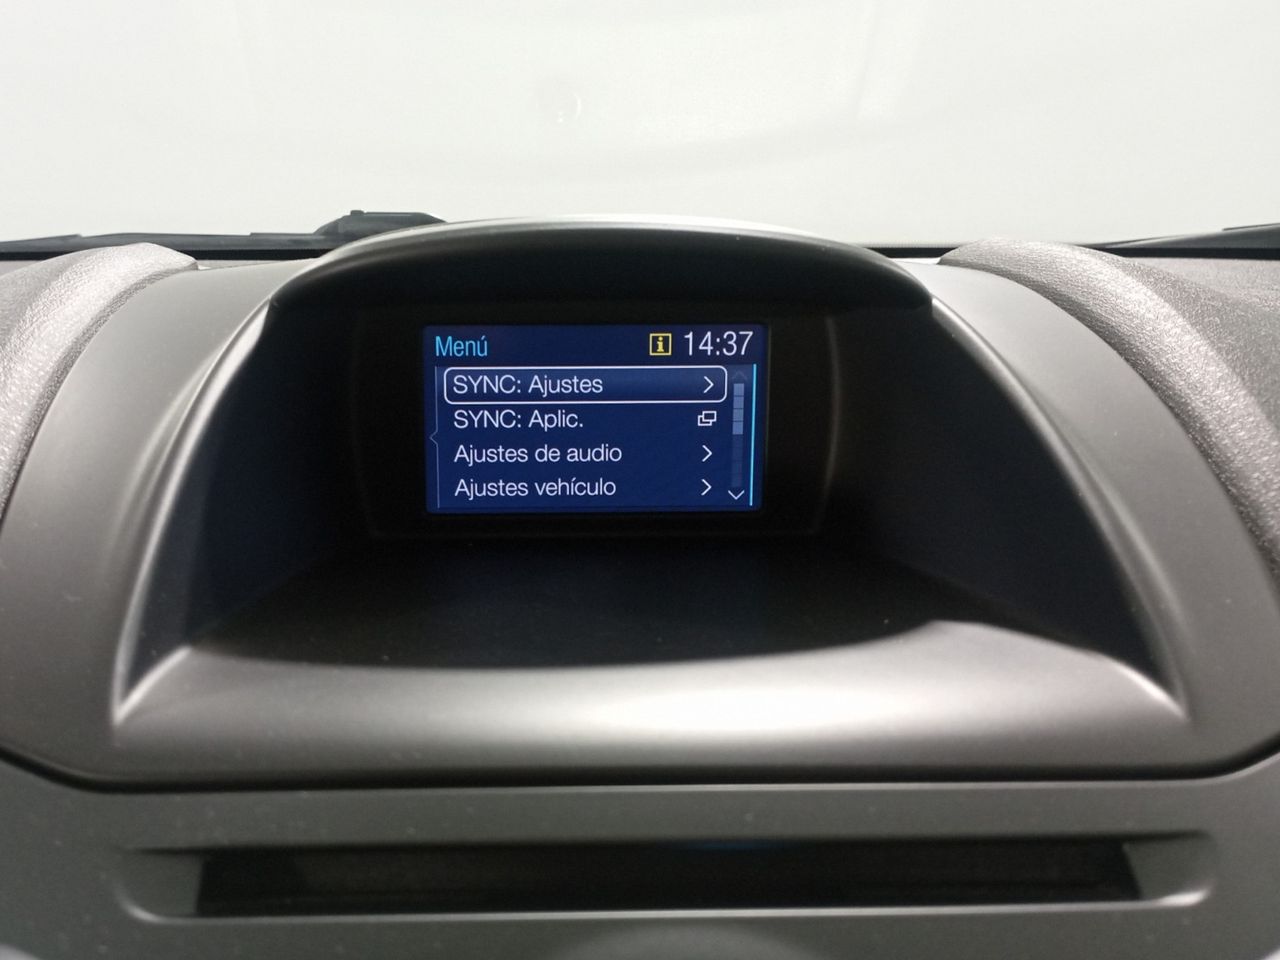 Menú
14:37
SYNC: Ajustes
SYNC: Aplic.
Ajustes de audio
Ajustes vehículo